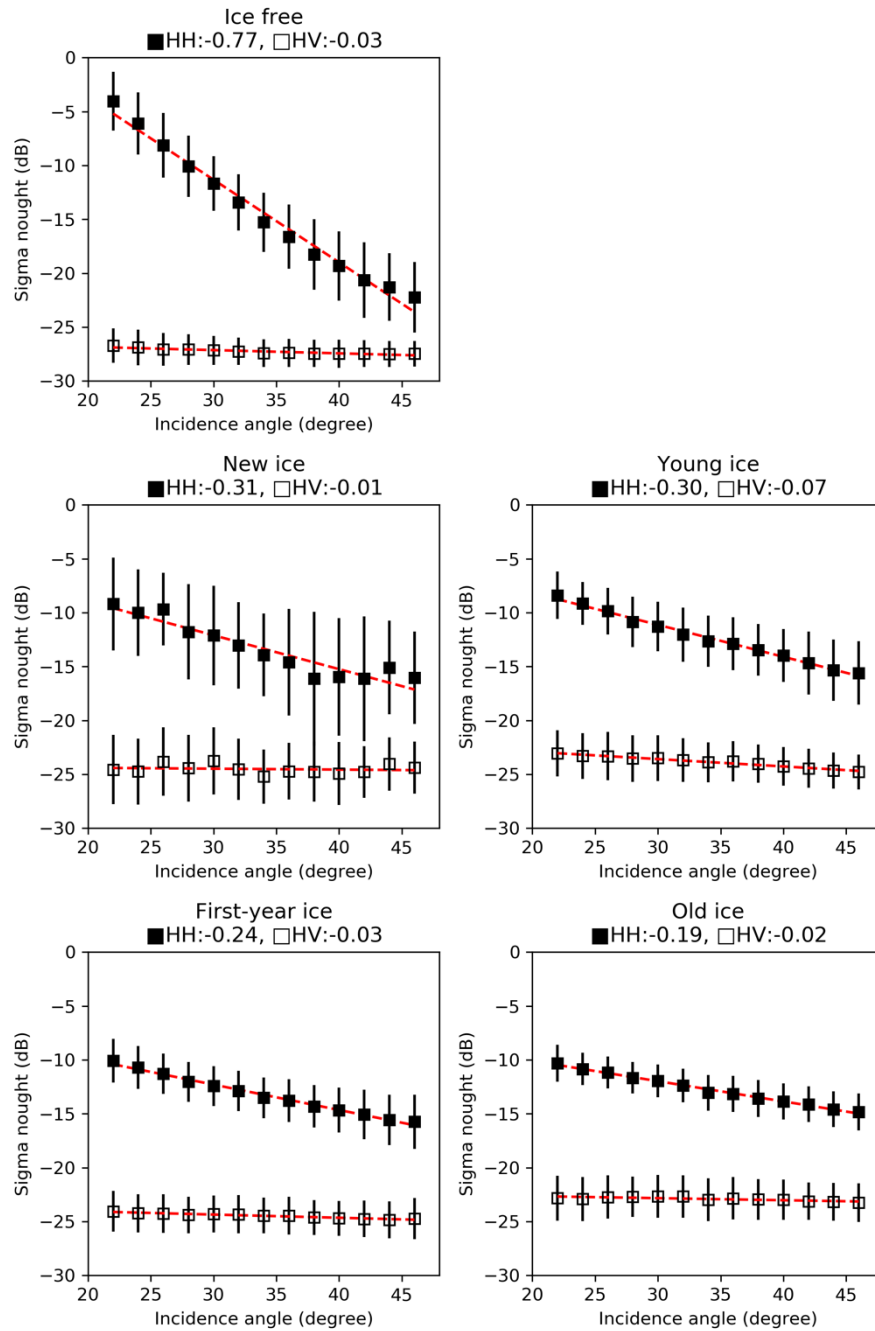 Ice free
■HH:-0.77, □HV:-0.03
0
−5
−10
−15
−20
−25
−30
Sigma nought (dB)
20 25 30 35 40 45
Incidence angle (degree)
New ice
■HH:-0.31, □HV:-0.01
0
−5
−10
−15
−20
−25
−30
Sigma nought (dB)
20 25 30 35 40 45
Incidence angle (degree)
Young ice
■HH:-0.30, □HV:-0.07
0
−5
−10
−15
−20
−25
−30
Sigma nought (dB)
20 25 30 35 40 45
Incidence angle (degree)
First-year ice
■HH:-0.24, □HV:-0.03
0
−5
−10
−15
−20
−25
−30
Sigma nought (dB)
20 25 30 35 40 45
Incidence angle (degree)
Old ice
■HH:-0.19, □HV:-0.02
0
−5
−10
−15
−20
−25
−30
Sigma nought (dB)
20 25 30 35 40 45
Incidence angle (degree)